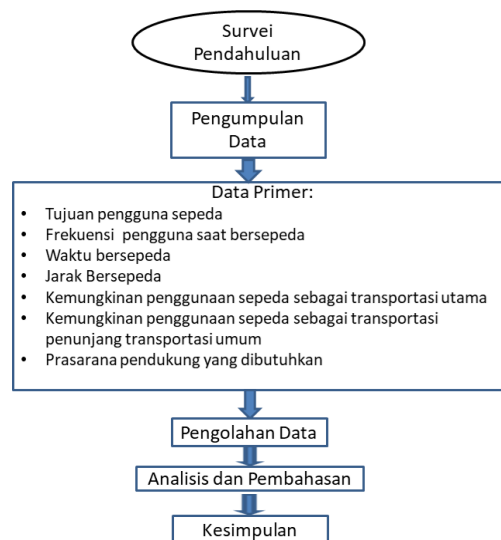 Survei
Pendahuluan
Pengumpulan
Data
Data Primer:
• Tujuan pengguna sepeda
• Frekuensi pengguna saat bersepeda
• Waktu bersepeda
• Jarak Bersepeda
• Kemungkinan penggunaan sepeda sebagai transportasi utama
• Kemungkinan penggunaan sepeda sebagai transportasi
penunjang transportasi umum
• Prasarana pendukung yang dibutuhkan
Pengolahan Data
Analisis dan Pembahasan
Kesimpulan